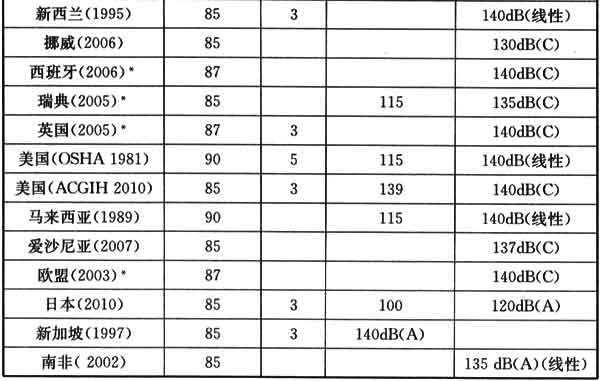 新西兰(1995) 85 3 140dB(线性)
挪威(2006) 85 130dB(C)
西班牙(2006)* 87 140dB(C)
瑞典(2005)* 85 115 135dB(C)
英国(2005)* 87 3 140dB(C)
美国(OSHA 1981) 90 5 115 140dB(线性)
美国(ACGIH 2010) 85 3 139 140dB(C)
马来西亚(1989) 90 115 140dB(线性)
爱沙尼亚(2007) 85 137dB(C)
欧盟(2003)* 87 140dB(C)
日本(2010) 85 3 100 120dB(A)
新加坡(1997) 85 3 140dB(A)
南非( 2002) 85 135 dB(A)(线性)